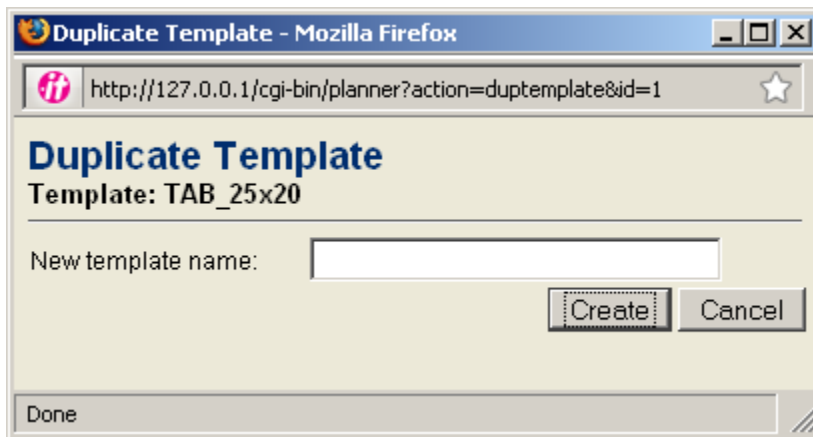 Duplicate Template - Mozilla Firefox
http://127.0.0.1/cgi-bin/planner?action=duptemplate&id=1
Duplicate Template
Template: TAB_25x20
New template name:
Create Cancel
Done